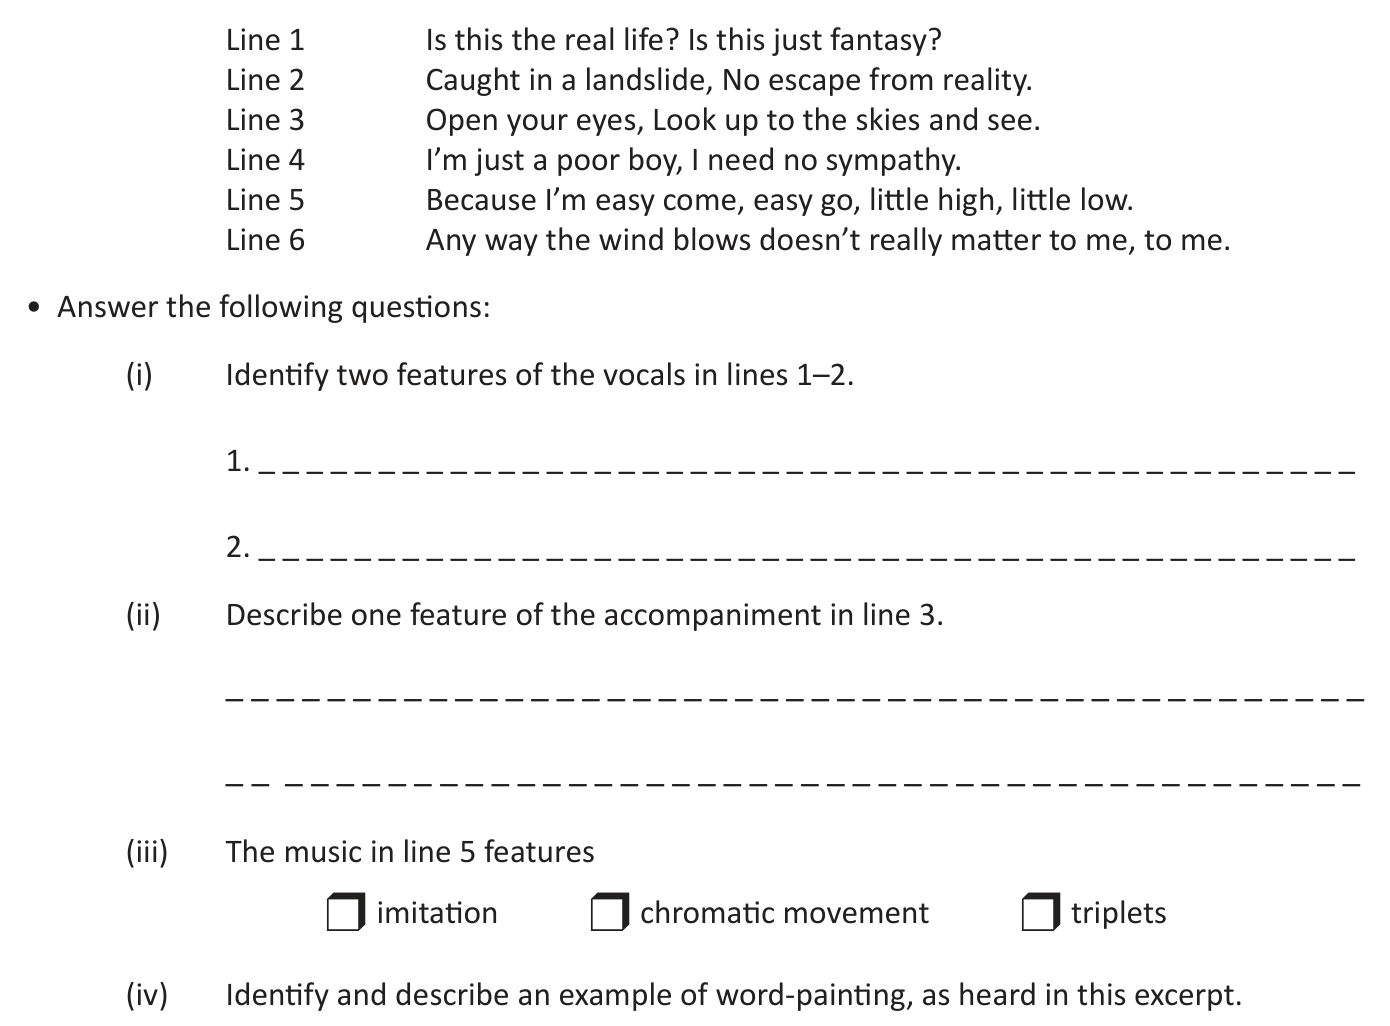 Line 1 Is this the real life? Is this just fantasy?
Line 2 Caught in a landslide, No escape from reality.
Line 3 Open your eyes, Look up to the skies and see.
Line 4 I’m just a poor boy, I need no sympathy.
Line 5 Because I’m easy come, easy go, little high, little low.
Line 6 Any way the wind blows doesn’t really matter to me, to me.
• Answer the following questions:
(i) Identify two features of the vocals in lines 1–2.
1. _ _ _ _ _ _ _ _ _ _ _ _ _ _ _ _ _ _ _ _ _ _ _ _ _ _ _ _ _ _ _ _ _ _ _ _ _ _ _ _ _ _ _ _ _ _
2. _ _ _ _ _ _ _ _ _ _ _ _ _ _ _ _ _ _ _ _ _ _ _ _ _ _ _ _ _ _ _ _ _ _ _ _ _ _ _ _ _ _ _ _ _ _
(ii) Describe one feature of the accompaniment in line 3.
_ _ _ _ _ _ _ _ _ _ _ _ _ _ _ _ _ _ _ _ _ _ _ _ _ _ _ _ _ _ _ _ _ _ _ _ _ _ _ _ _ _ _ _ _
_ _ _ _ _ _ _ _ _ _ _ _ _ _ _ _ _ _ _ _ _ _ _ _ _ _ _ _ _ _ _ _ _ _ _ _ _ _ _ _ _ _ _ _
(iii) The music in line 5 features
imitation chromatic movement triplets
(iv) Identify and describe an example of word-painting, as heard in this excerpt.